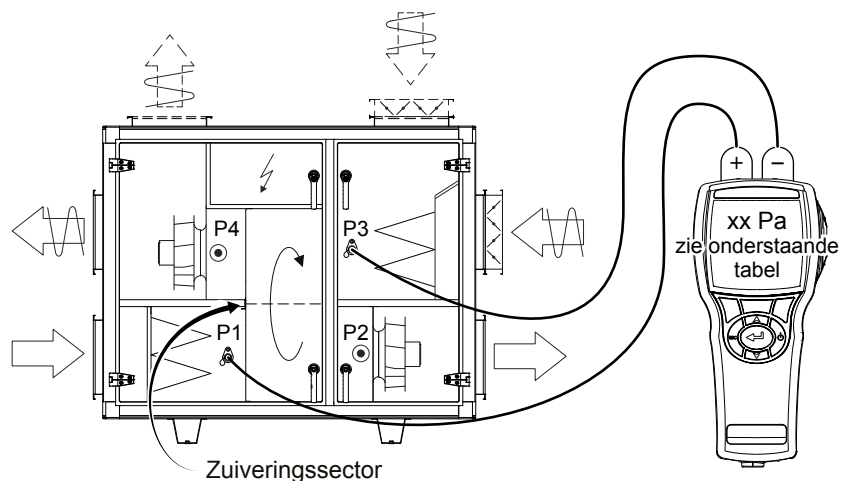 + −
xx Pa
zie onderstaande
tabel
P4
P3
P1
P2
Zuiveringssector